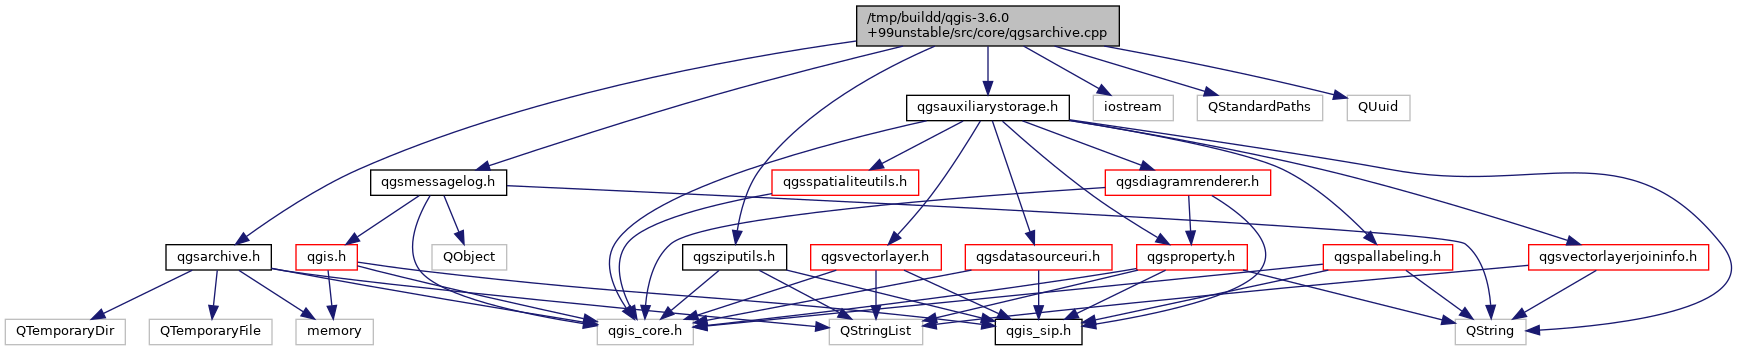 /tmp/buildd/qgis-3.6.0
+99unstable/src/core/qgsarchive.cpp
qgsauxiliarystorage.h
iostream
QStandardPaths
QUuid
qgsmessagelog.h
qgsspatialiteutils.h
qgsdiagramrenderer.h
qgsarchive.h
qgis.h
QObject
qgsziputils.h
qgsvectorlayer.h
qgsdatasourceuri.h
qgsproperty.h
qgspallabeling.h
qgsvectorlayerjoininfo.h
QTemporaryDir
QTemporaryFile
memory
qgis_core.h
QStringList
qgis_sip.h
QString